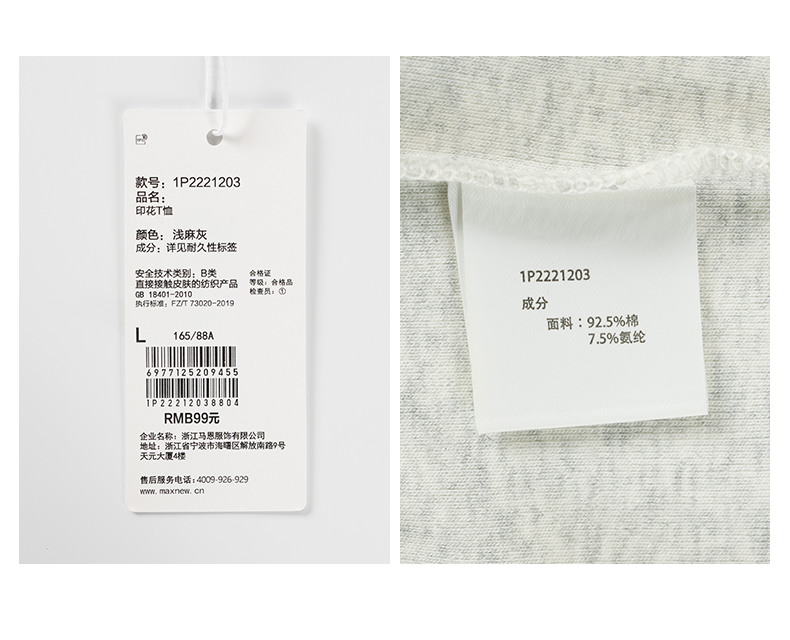 款号：1P2221203
品名：
印花T恤
颜色：浅麻灰
成分：详见耐久性标签
安全技术类别：B类
直接接触皮肤的纺织产品
GB 18401-2010
执行标准：FZ/T 73020-2019
合格证
等级：合格品
检查员：①
L 165/88A
6977125209455
1P22212038804
RMB99元
企业名称：浙江马恩服饰有限公司
地址：浙江省宁波市海曙区解放南路9号
天元大厦4楼
售后服务电话：4009-926-929
www.maxnew.cn
1P2221203
成分
面料：92.5%棉
7.5%氨纶